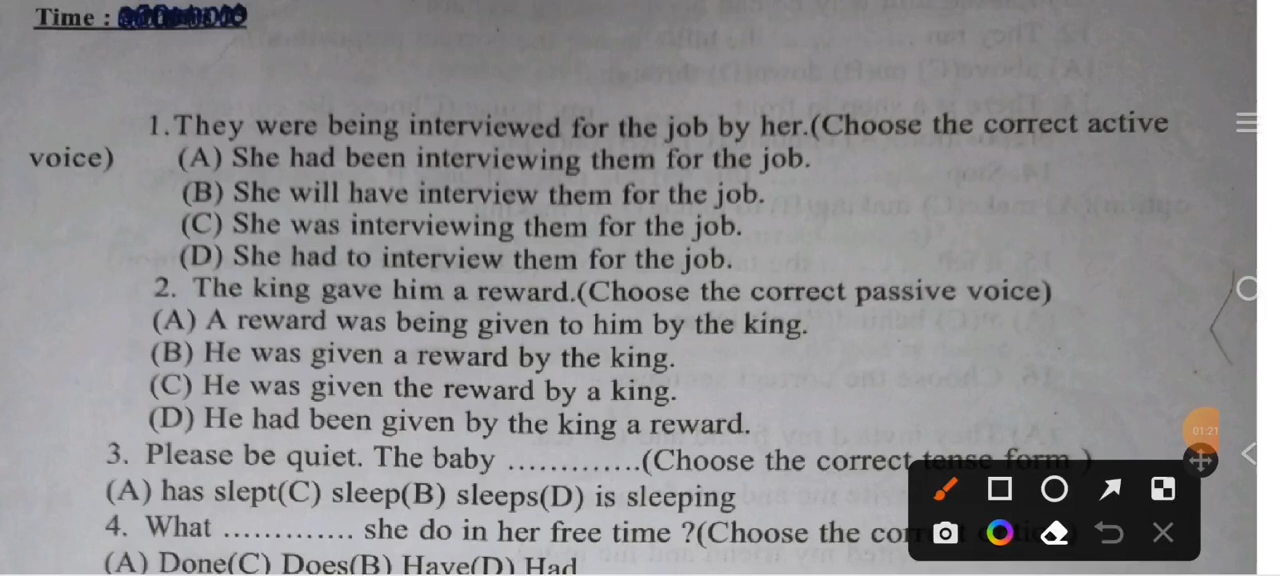 Time :
1.They were being interviewed for the job by her.(Choose the correct active
voice) (A) She had been interviewing them for the job.
(B) She will have interview them for the job.
(C) She was interviewing them for the job.
(D) She had to interview them for the job.
2. The king gave him a reward.(Choose the correct passive voice)
(A) A reward was being given to him by the king.
(B) He was given a reward by the king.
(C) He was given the reward by a king.
(D) He had been given by the king a reward.
3. Please be quiet. The baby .............(Choose the correct tense form )
(A) has slept(C) sleep(B) sleeps(D) is sleeping
4. What ............. she do in her free time ?(Choose the
(A) Done(C) Does(B) Have(D) Had
01:21